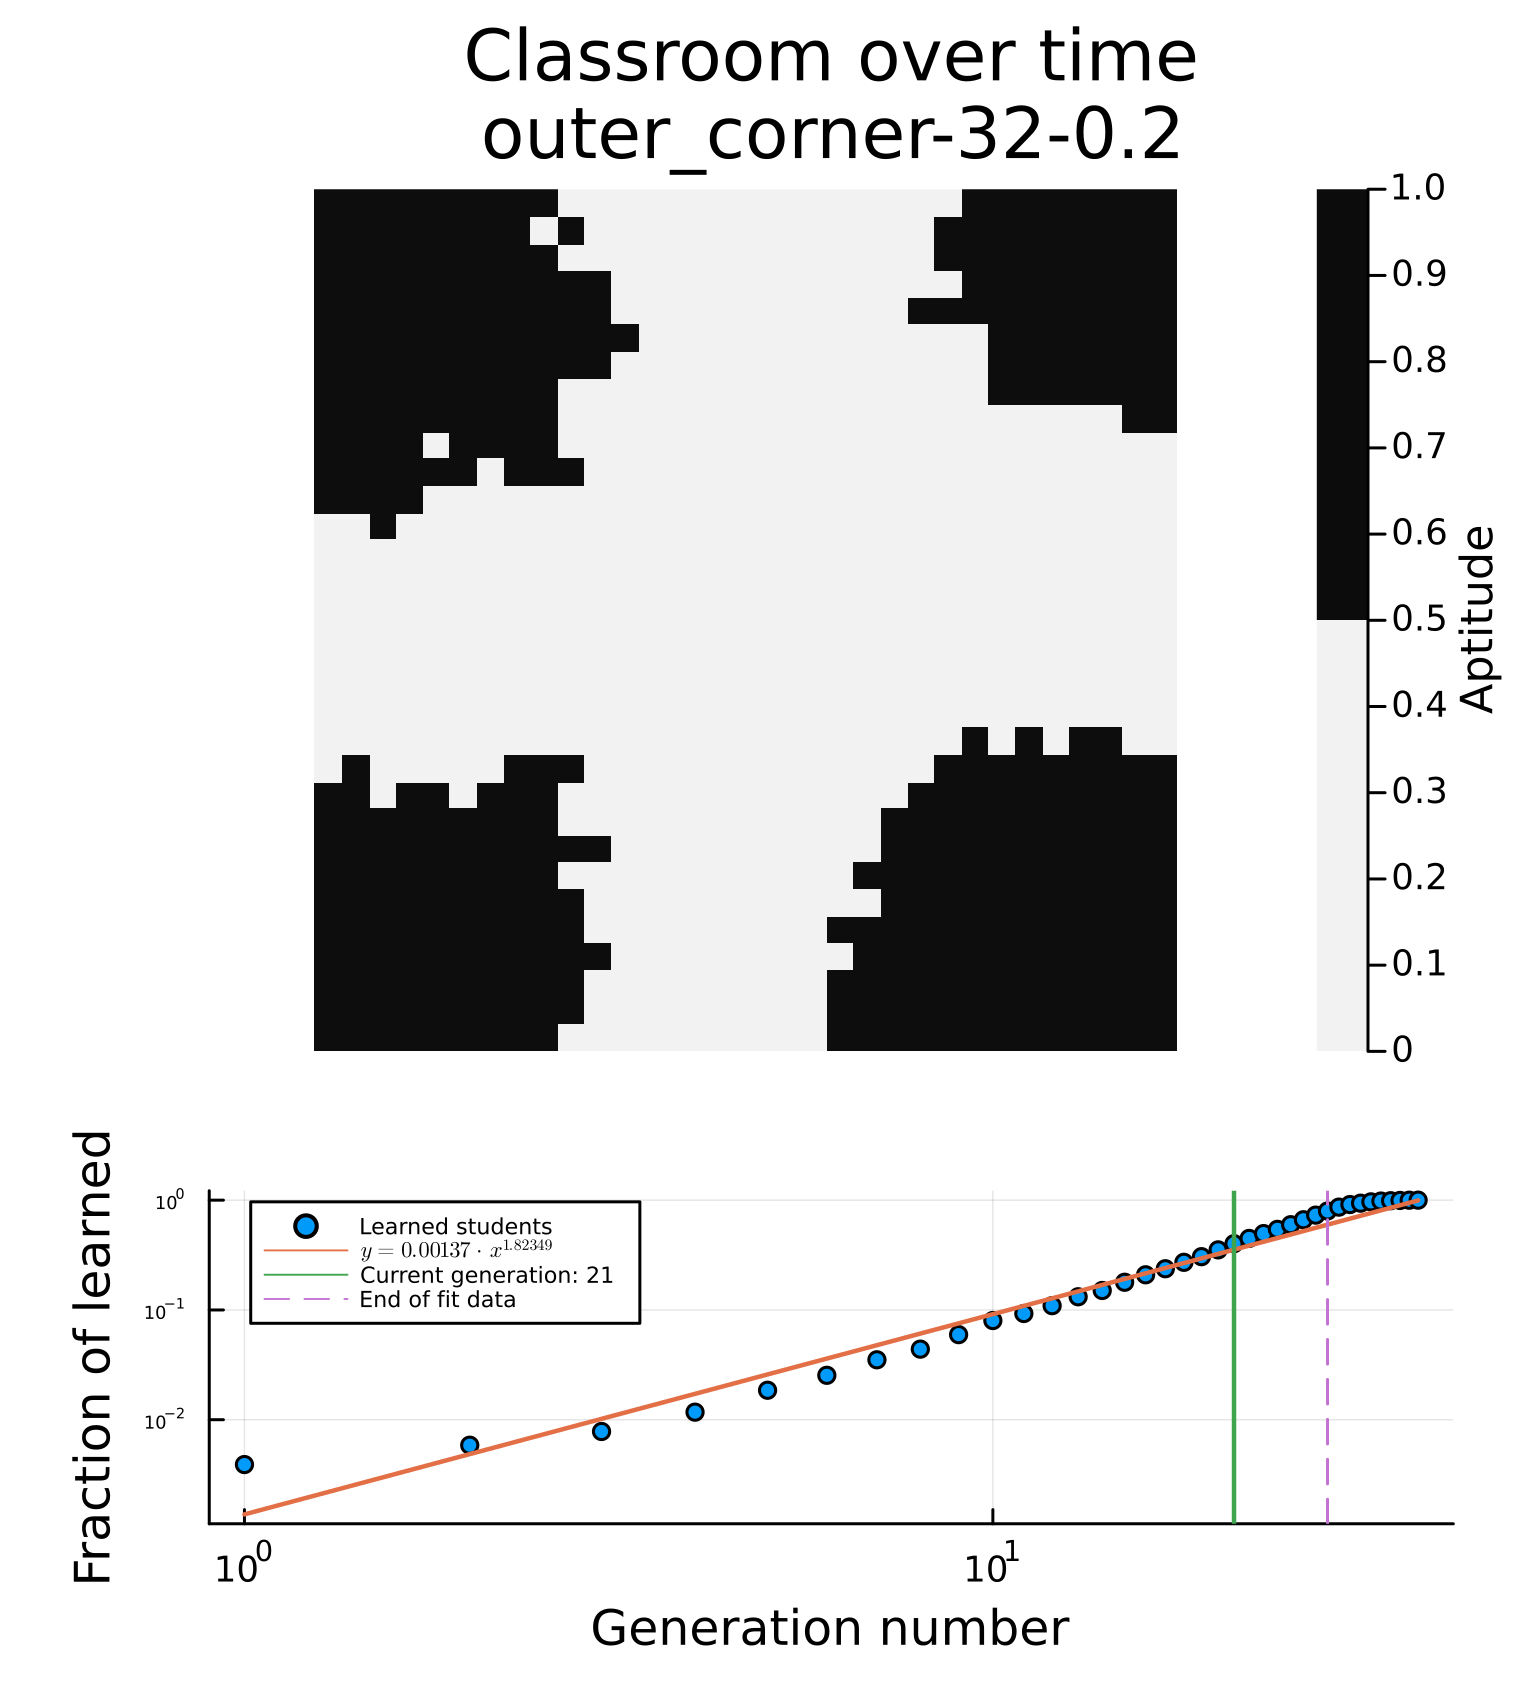 Classroom over time
outer_corner-32-0.2
1.0
0.9
0.8
0.7
0.6
0.5
0.4
0.3
0.2
0.1
0
Aptitude
Fraction of learned
10⁰
10⁻¹
10⁻²
Learned students
y = 0.00137 · x^1.82349
Current generation: 21
End of fit data
10⁰
10¹
Generation number